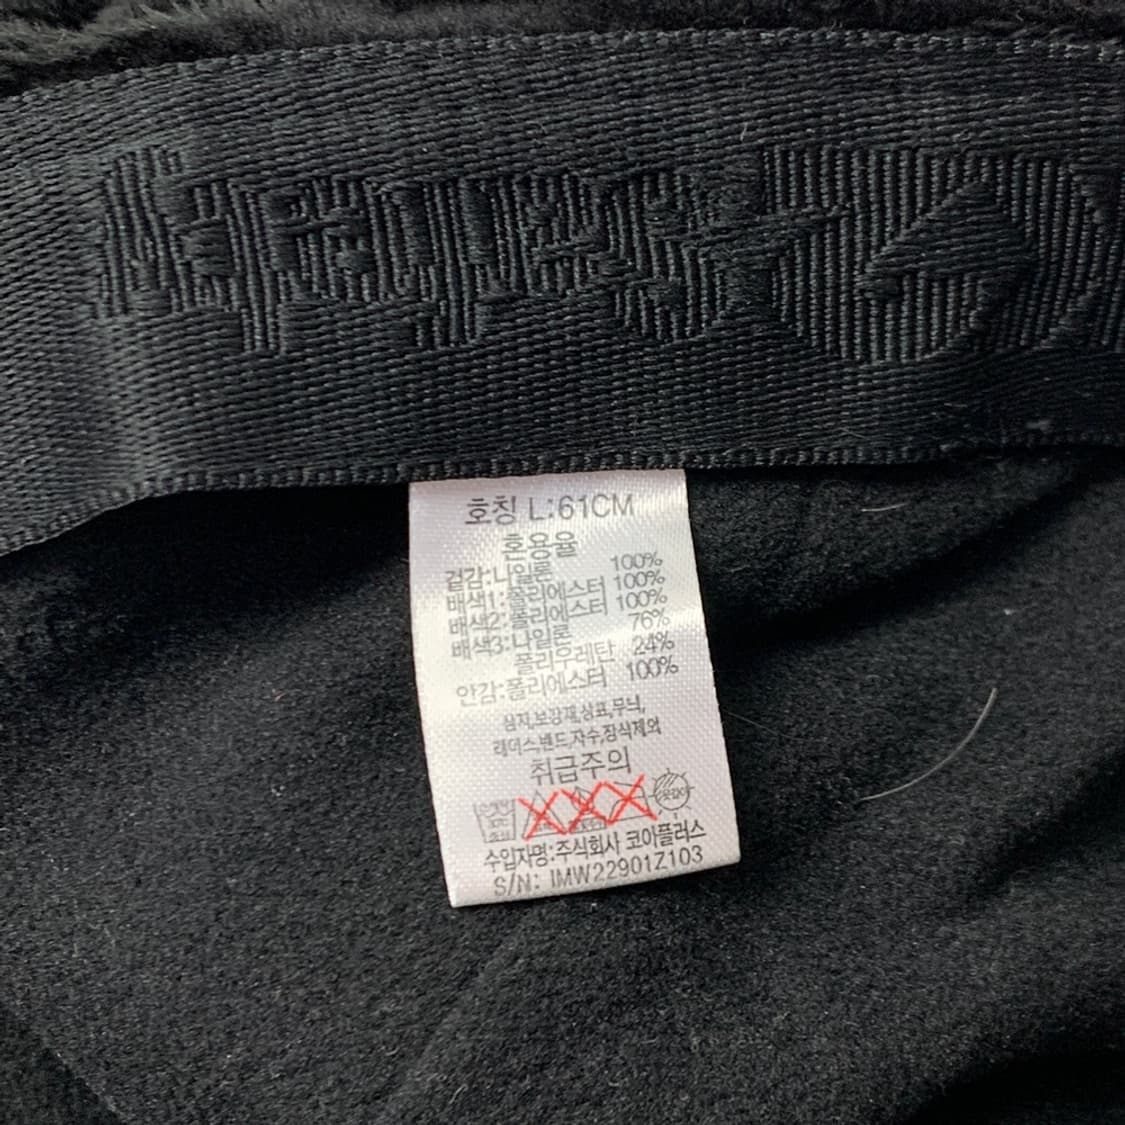 호칭 L:61CM
혼용율
겉감:나일론 100%
배색1:폴리에스터 100%
배색2:폴리에스터 100%
배색3:나일론 76%
폴리우레탄 24%
안감:폴리에스터 100%
심지,보강재,상표,무늬,
레이스,밴드,자수,장식제외
취급주의
수입자명:주식회사 코아플러스
S/N: IMW22901Z103